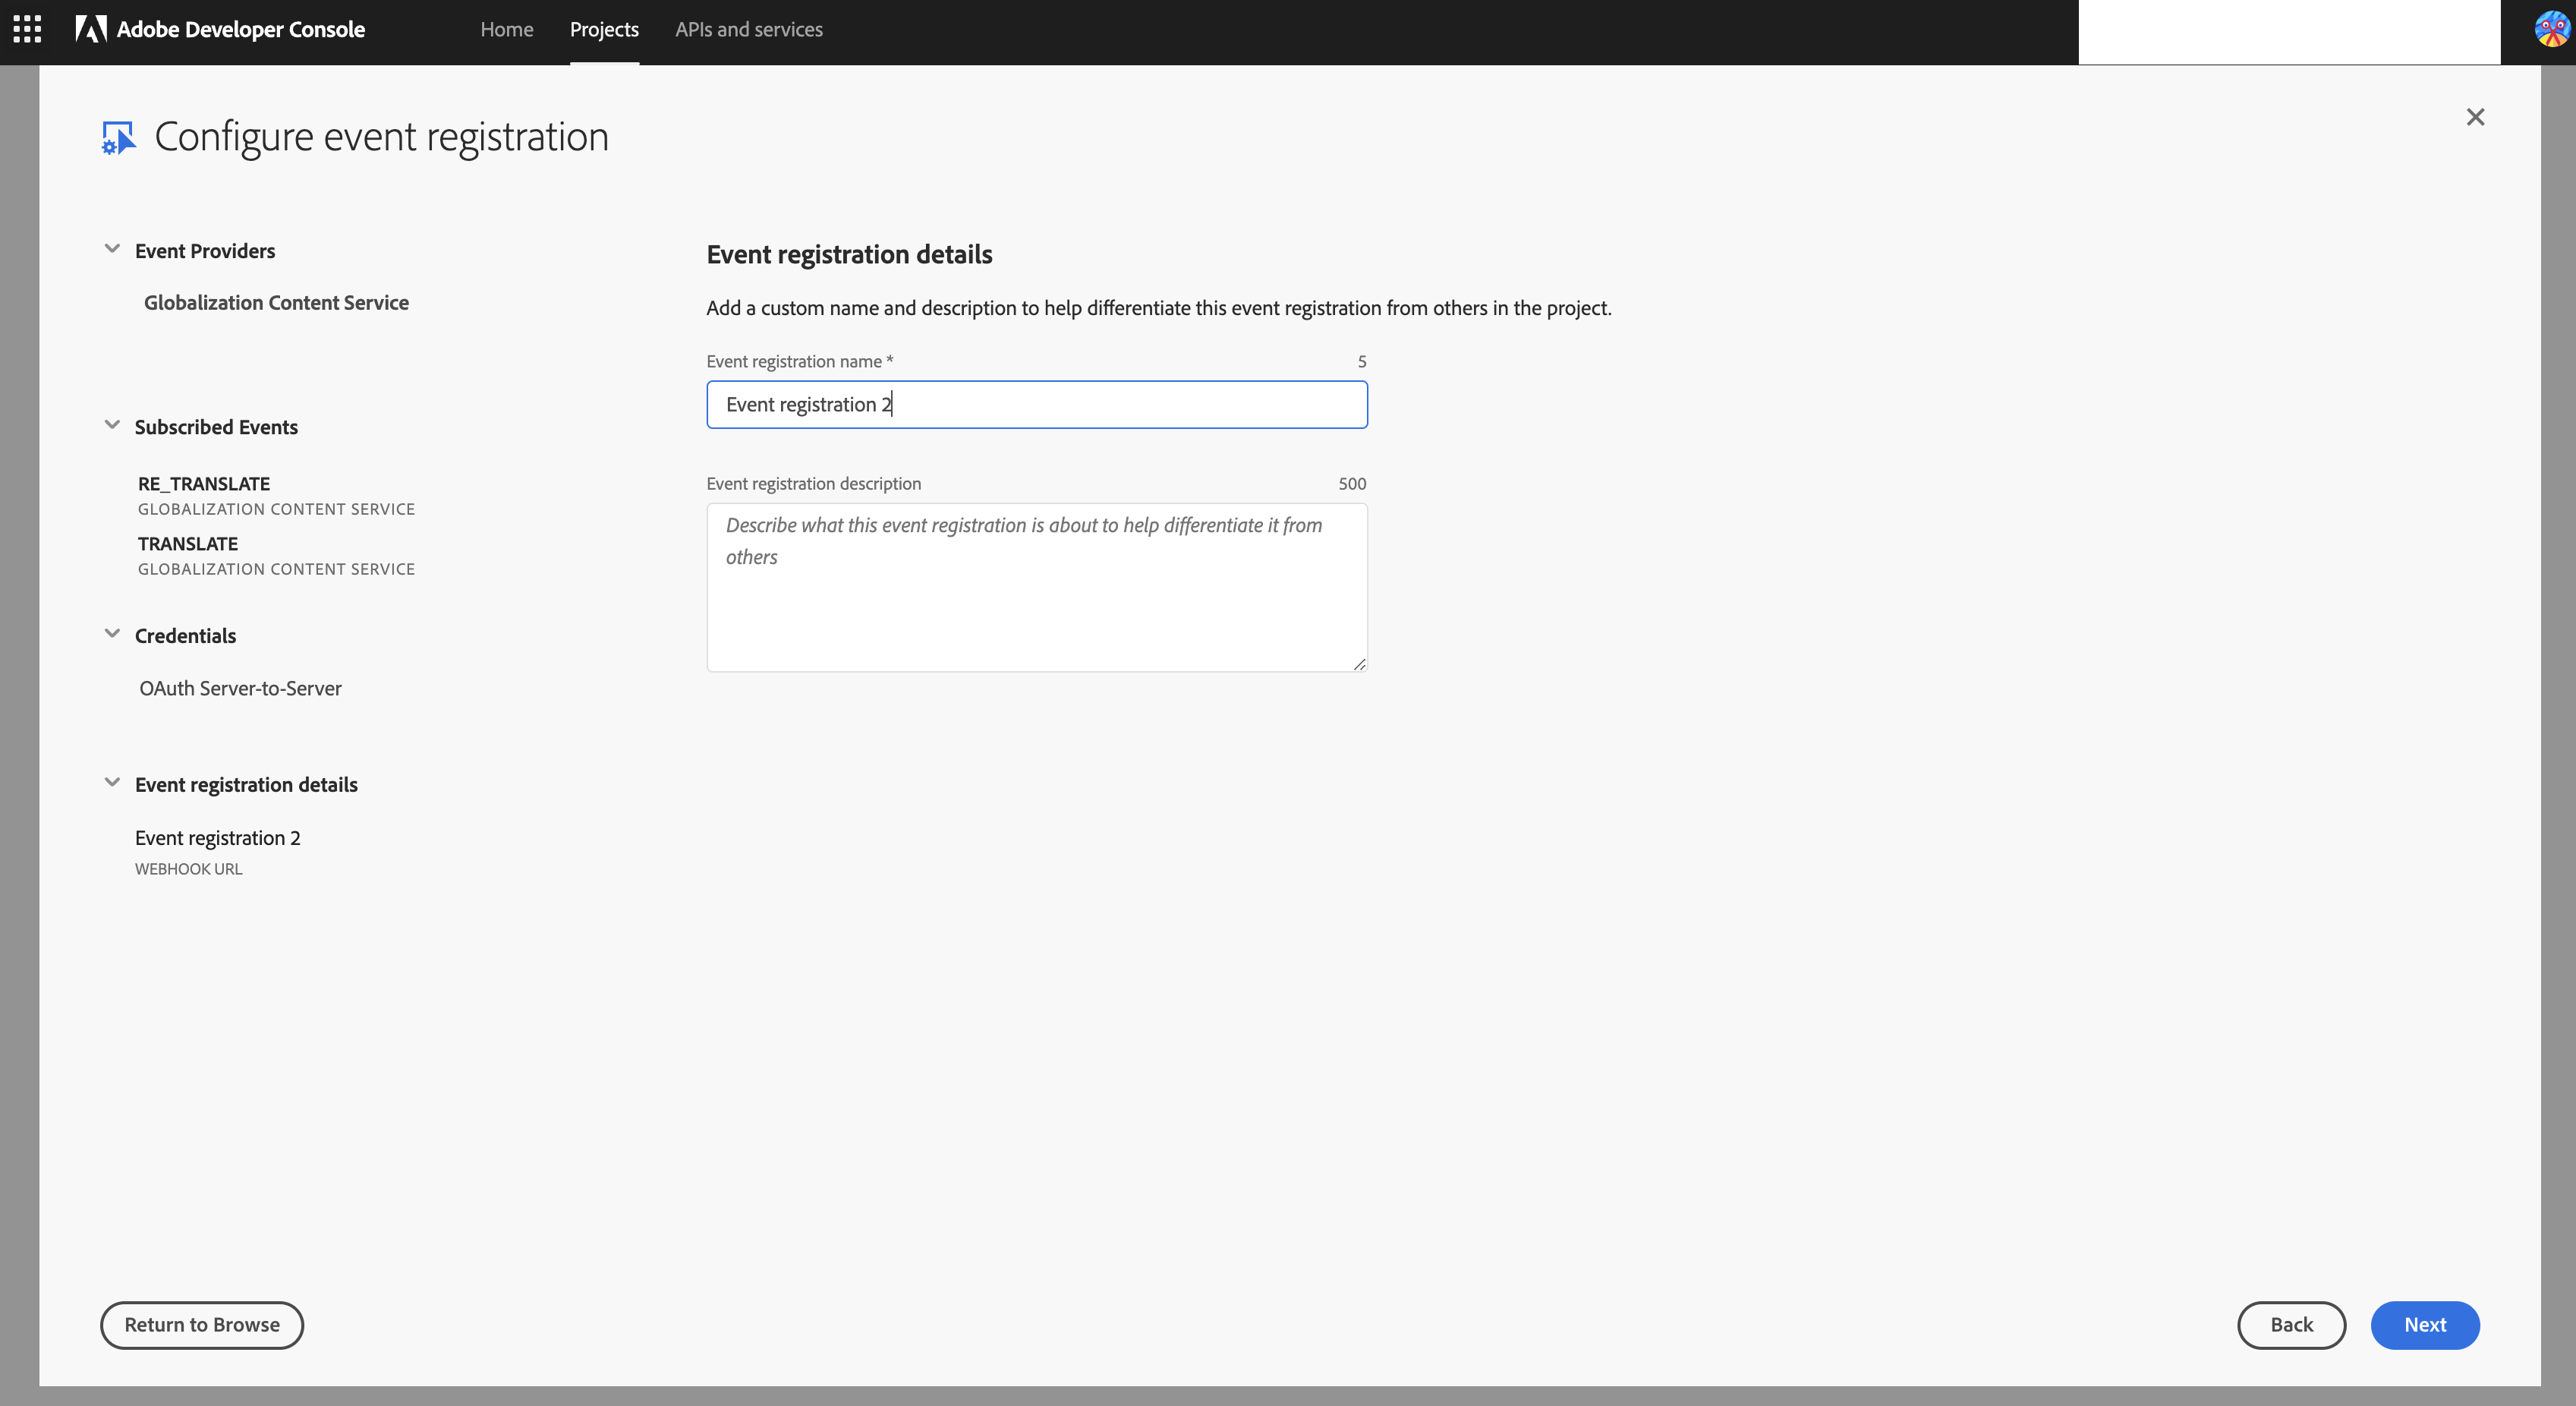 Adobe Developer Console
Home
Projects
APIs and services
Configure event registration
Event Providers
Globalization Content Service
Subscribed Events
RE_TRANSLATE
GLOBALIZATION CONTENT SERVICE
TRANSLATE
GLOBALIZATION CONTENT SERVICE
Credentials
OAuth Server-to-Server
Event registration details
Event registration 2
WEBHOOK URL
Event registration details
Add a custom name and description to help differentiate this event registration from others in the project.
Event registration name *
5
Event registration 2
Event registration description
500
Describe what this event registration is about to help differentiate it from
others
Return to Browse
Back
Next